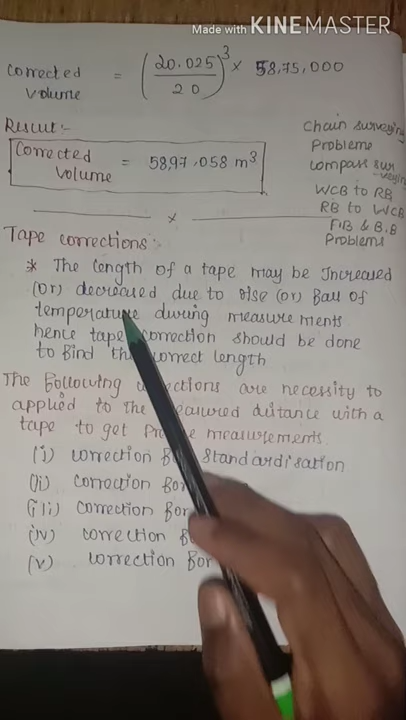 Made with KINEMASTER
Corrected Volume = (20.025/20)³ × 58,75,000
Result:-
Corrected Volume = 58,97,058 m³
Chain surveying
Problems
compass surveying
WCB to RB
RB to WCB
F.B & B.B
Problems
x
Tape corrections:-
* The length of a tape may be Increased
(or) decreased due to rise (or) fall of
temperature during measurements
hence tape correction should be done
to find the correct length
The following corrections are necessity to
applied to the measured distance with a
tape to get measurements.
(i) correction for Standardisation
(ii) correction for
(iii) correction for
(iv) correction
(v) correction for